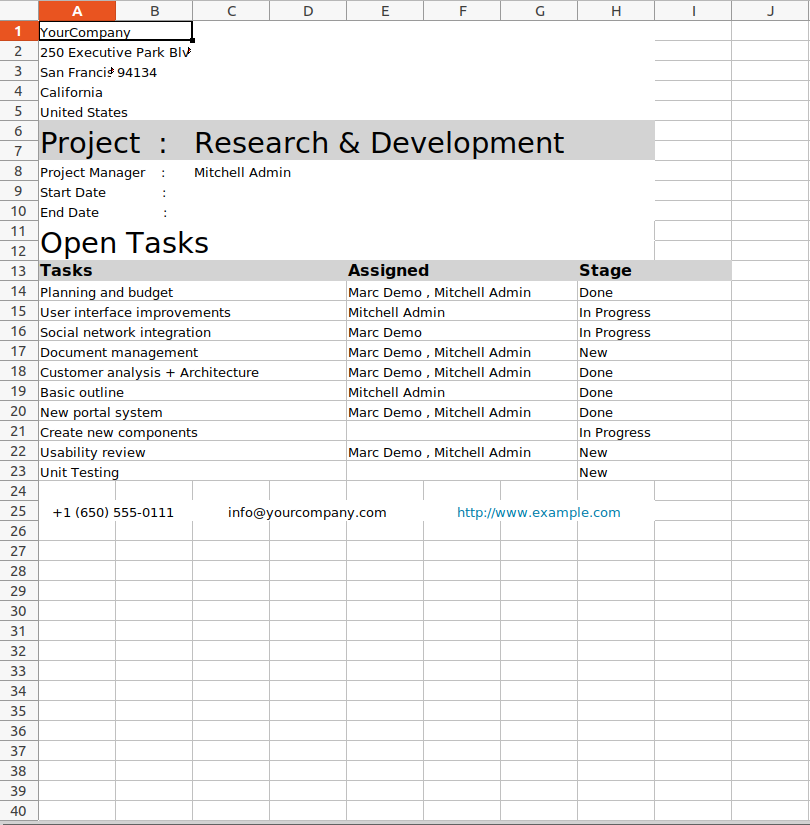 A B C D E F G H I J
1 YourCompany
2 250 Executive Park Blv
3 San Francis 94134
4 California
5 United States
6
7 Project : Research & Development
8 Project Manager : Mitchell Admin
9 Start Date :
10 End Date :
11
12 Open Tasks
13 Tasks Assigned Stage
14 Planning and budget Marc Demo , Mitchell Admin Done
15 User interface improvements Mitchell Admin In Progress
16 Social network integration Marc Demo In Progress
17 Document management Marc Demo , Mitchell Admin New
18 Customer analysis + Architecture Marc Demo , Mitchell Admin Done
19 Basic outline Mitchell Admin Done
20 New portal system Marc Demo , Mitchell Admin Done
21 Create new components In Progress
22 Usability review Marc Demo , Mitchell Admin New
23 Unit Testing New
24
25 +1 (650) 555-0111 info@yourcompany.com http://www.example.com
26
27
28
29
30
31
32
33
34
35
36
37
38
39
40